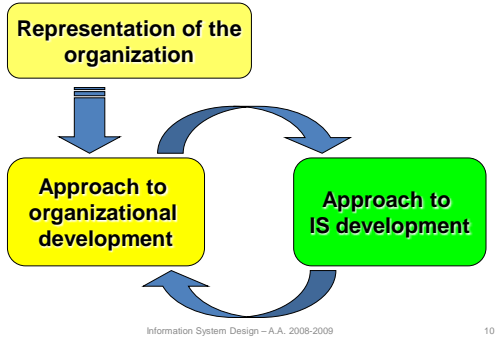 Representation of the
organization
Approach to
organizational
development
Approach to
IS development
Information System Design – A.A. 2008-2009
10